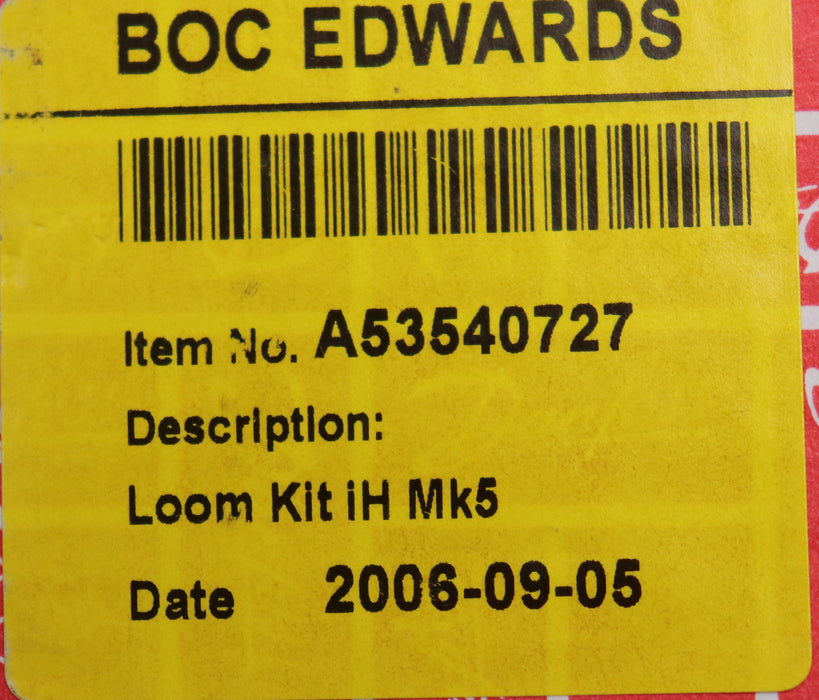 BOC EDWARDS
Item No. A53540727
Description:
Loom Kit iH Mk5
Date 2006-09-05